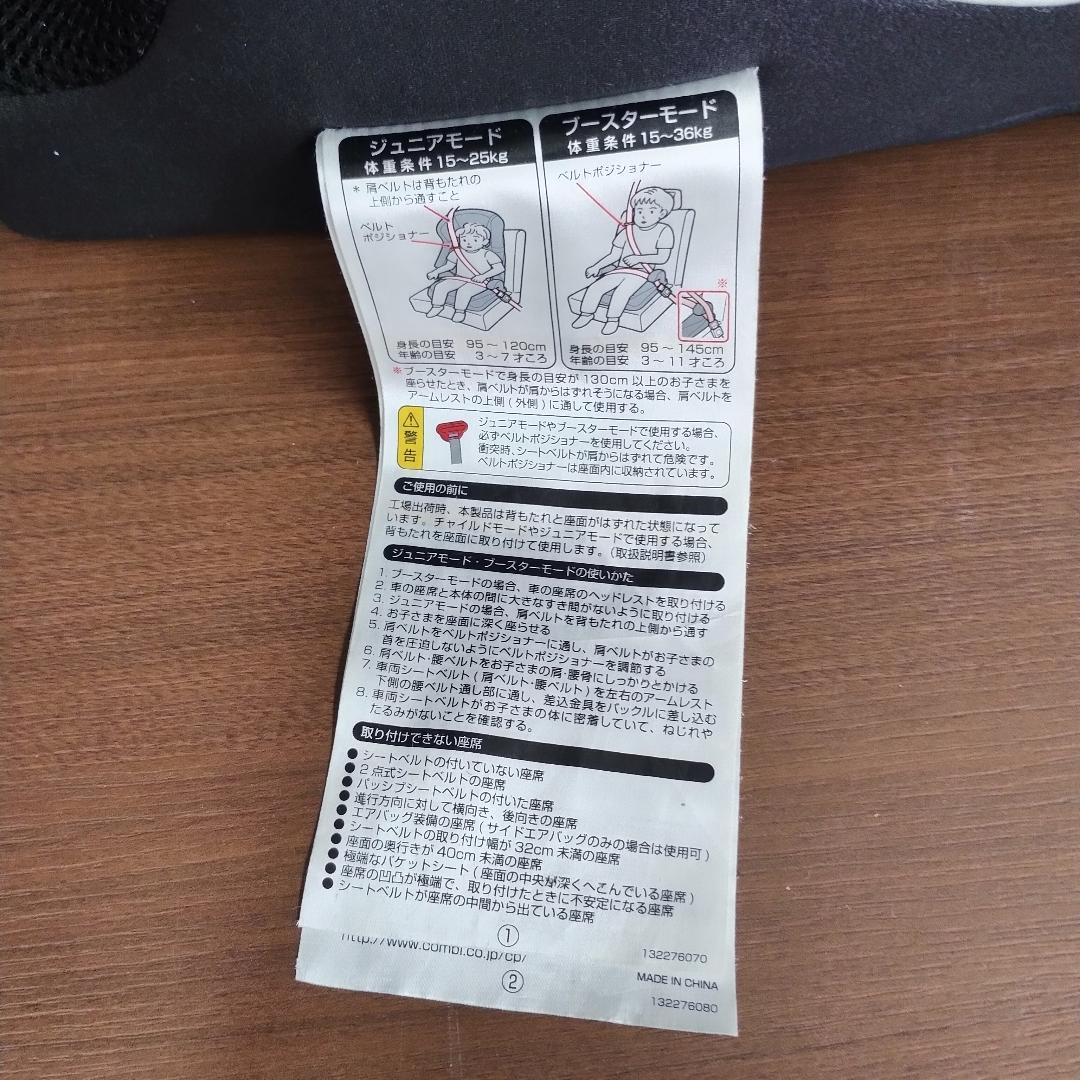 ジュニアモード
体重条件 15〜25kg
* 肩ベルトは背もたれの
上側から通すこと
ベルト
ポジショナー
身長の目安 95 〜 120cm
年齢の目安 3 〜 7 才ころ
ブースターモード
体重条件 15〜36kg
ベルトポジショナー
※
身長の目安 95 〜 145cm
年齢の目安 3 〜 11 才ころ
※ ブースターモードで身長の目安が 130cm 以上のお子さまを
座らせたとき、肩ベルトが肩からはずれそうになる場合、肩ベルトを
アームレストの上側 ( 外側 ) に通して使用する。
警告
ジュニアモードやブースターモードで使用する場合、
必ずベルトポジショナーを使用してください。
衝突時、シートベルトが肩からはずれて危険です。
ベルトポジショナーは座面内に収納されています。
ご使用の前に
工場出荷時、本製品は背もたれと座面がはずれた状態になって
います。チャイルドモードやジュニアモードで使用する場合、
背もたれを座面に取り付けて使用します。（取扱説明書参照）
ジュニアモード・ブースターモードの使いかた
1. ブースターモードの場合、車の座席のヘッドレストを取り付ける
2. 車の座席と本体の間に大きなすき間がないように取り付ける
3. ジュニアモードの場合、肩ベルトを背もたれの上側から通す
4. お子さまを座面に深く座らせる
5. 肩ベルトをベルトポジショナーに通し、肩ベルトがお子さまの
首を圧迫しないようにベルトポジショナーを調節する
6. 肩ベルト・腰ベルトをお子さまの肩・腰骨にしっかりとかける
7. 車両シートベルト ( 肩ベルト・腰ベルト ) を左右のアームレスト
下側の腰ベルト通し部に通し、差込金具をバックルに差し込む
8. 車両シートベルトがお子さまの体に密着していて、ねじれや
たるみがないことを確認する。
取り付けできない座席
● シートベルトの付いていない座席
● 2 点式シートベルトの座席
● パッシブシートベルトの付いた座席
● 進行方向に対して横向き、後向きの座席
● エアバッグ装備の座席 ( サイドエアバッグのみの場合は使用可 )
● シートベルトの取り付け幅が 32cm 未満の座席
● 座面の奥行きが 40cm 未満の座席
● 極端なバケットシート ( 座面の中央が深くへこんでいる座席 )
● 座席の凹凸が極端で、取り付けたときに不安定になる座席
● シートベルトが座席の中間から出ている座席
①
132276070
http://www.combi.co.jp/cp/
MADE IN CHINA
②
132276080